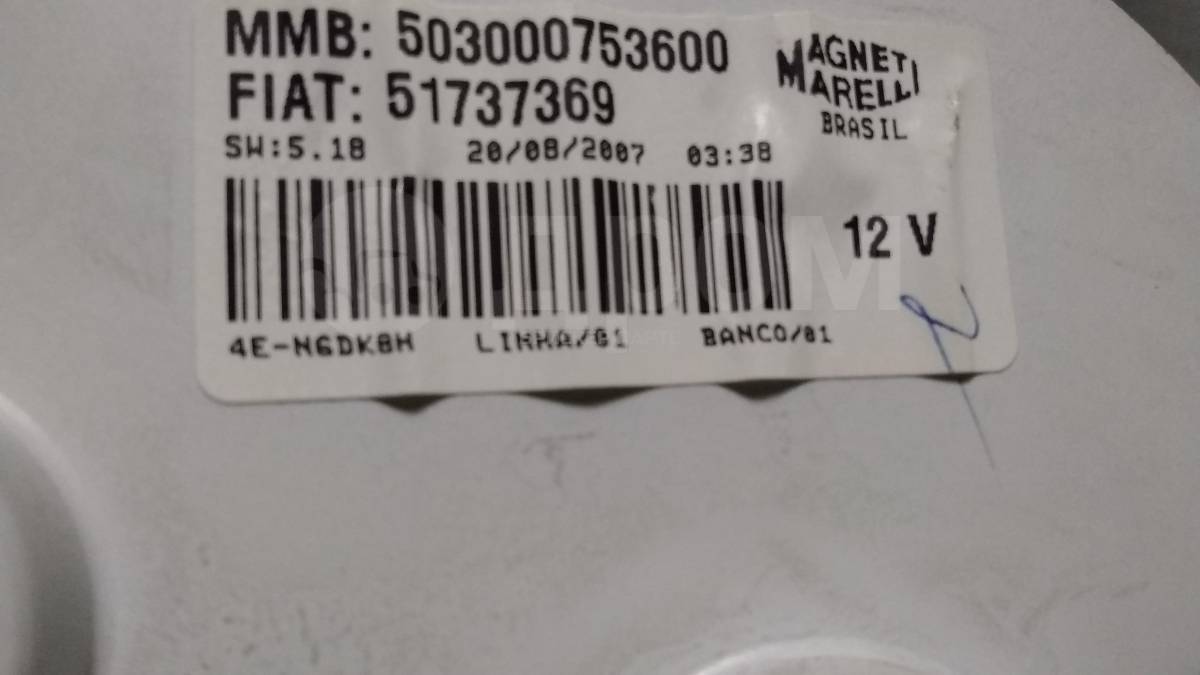 MMB: 503000753600
FIAT: 51737369
MAGNETI
MARELLI
BRASIL
SW:5.18 20/08/2007 03:38
12 V
4E-N6DK8H LINHA/01 BANCO/01